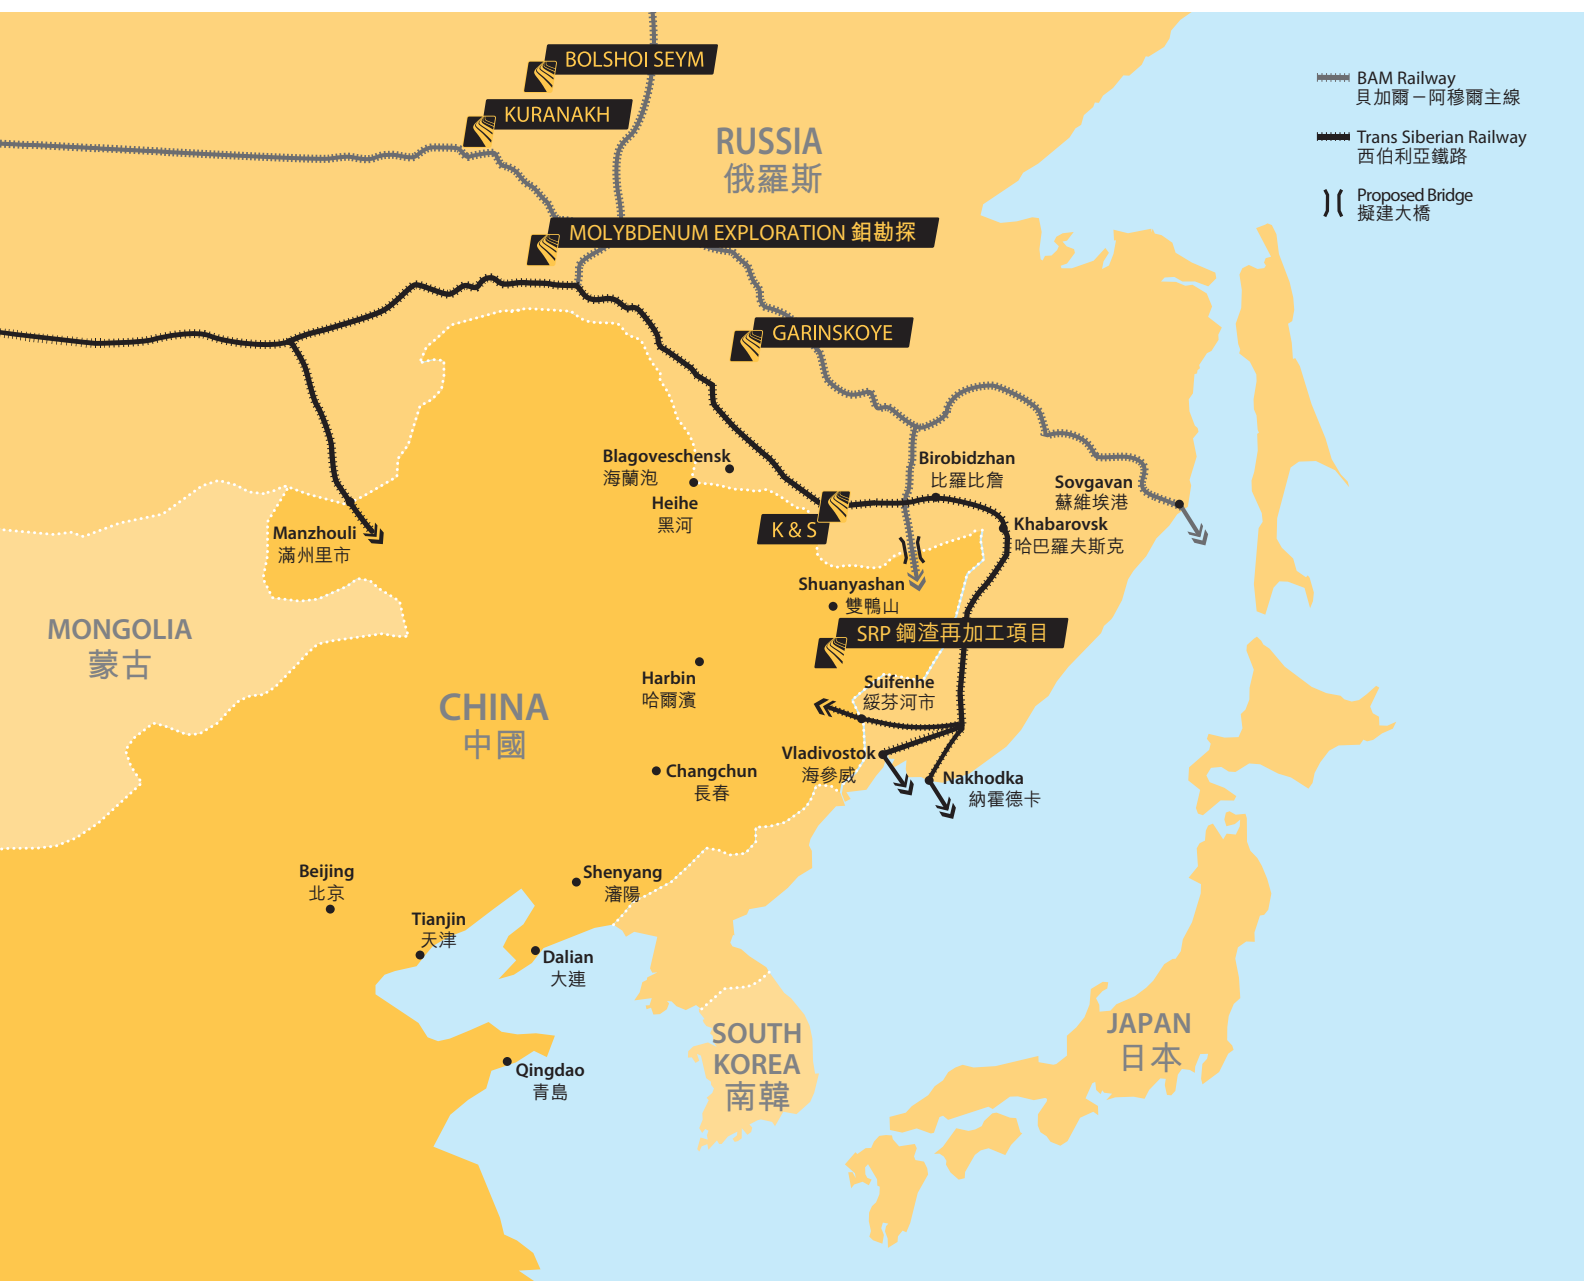 BOLSHOI SEYM
KURANAKH
RUSSIA
俄羅斯
BAM Railway
貝加爾－阿穆爾主線
Trans Siberian Railway
西伯利亞鐵路
Proposed Bridge
擬建大橋
MOLYBDENUM EXPLORATION 鉬勘探
GARINSKOYE
Blagoveschensk
海蘭泡
Heihe
黑河
Birobidzhan
比羅比詹
Sovgavan
蘇維埃港
K & S
Khabarovsk
哈巴羅夫斯克
Manzhouli
滿州里市
Shuanyashan
雙鴨山
MONGOLIA
蒙古
SRP 鋼渣再加工項目
Harbin
哈爾濱
Suifenhe
綏芬河市
CHINA
中國
Vladivostok
海參威
Changchun
長春
Nakhodka
納霍德卡
Beijing
北京
Shenyang
瀋陽
Tianjin
天津
Dalian
大連
SOUTH
KOREA
南韓
JAPAN
日本
Qingdao
青島